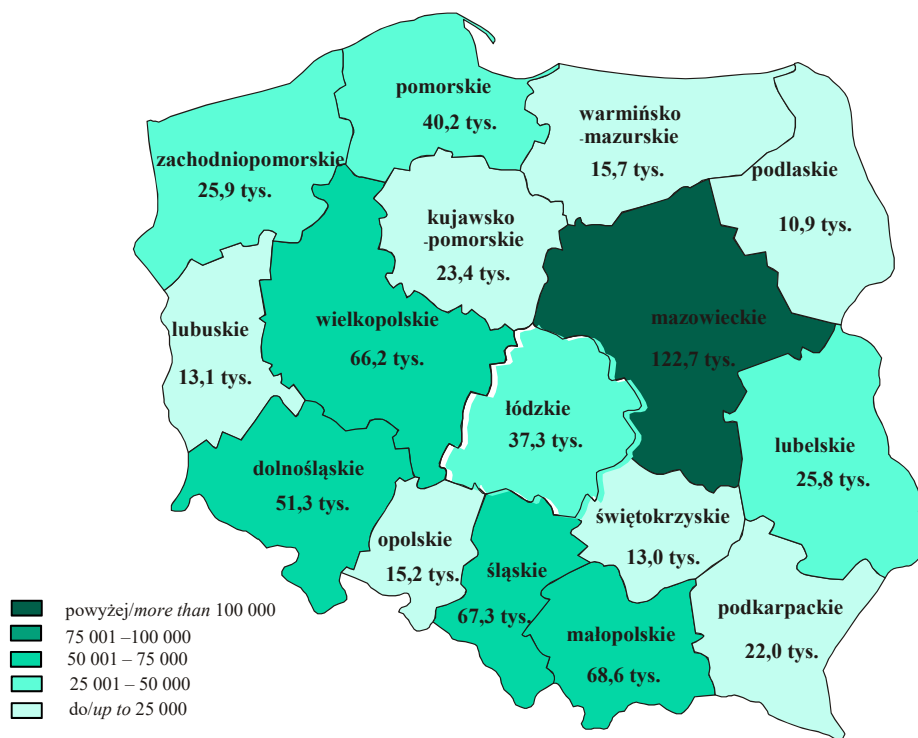 pomorskie
40,2 tys.
warmińsko
-mazurskie
15,7 tys.
zachodniopomorskie
25,9 tys.
podlaskie
10,9 tys.
kujawsko
-pomorskie
23,4 tys.
lubuskie
13,1 tys.
wielkopolskie
66,2 tys.
mazowieckie
122,7 tys.
łódzkie
37,3 tys.
lubelskie
25,8 tys.
dolnośląskie
51,3 tys.
opolskie
15,2 tys.
śląskie
67,3 tys.
świętokrzyskie
13,0 tys.
małopolskie
68,6 tys.
podkarpackie
22,0 tys.
powyżej/more than 100 000
75 001 –100 000
50 001 – 75 000
25 001 – 50 000
do/up to 25 000